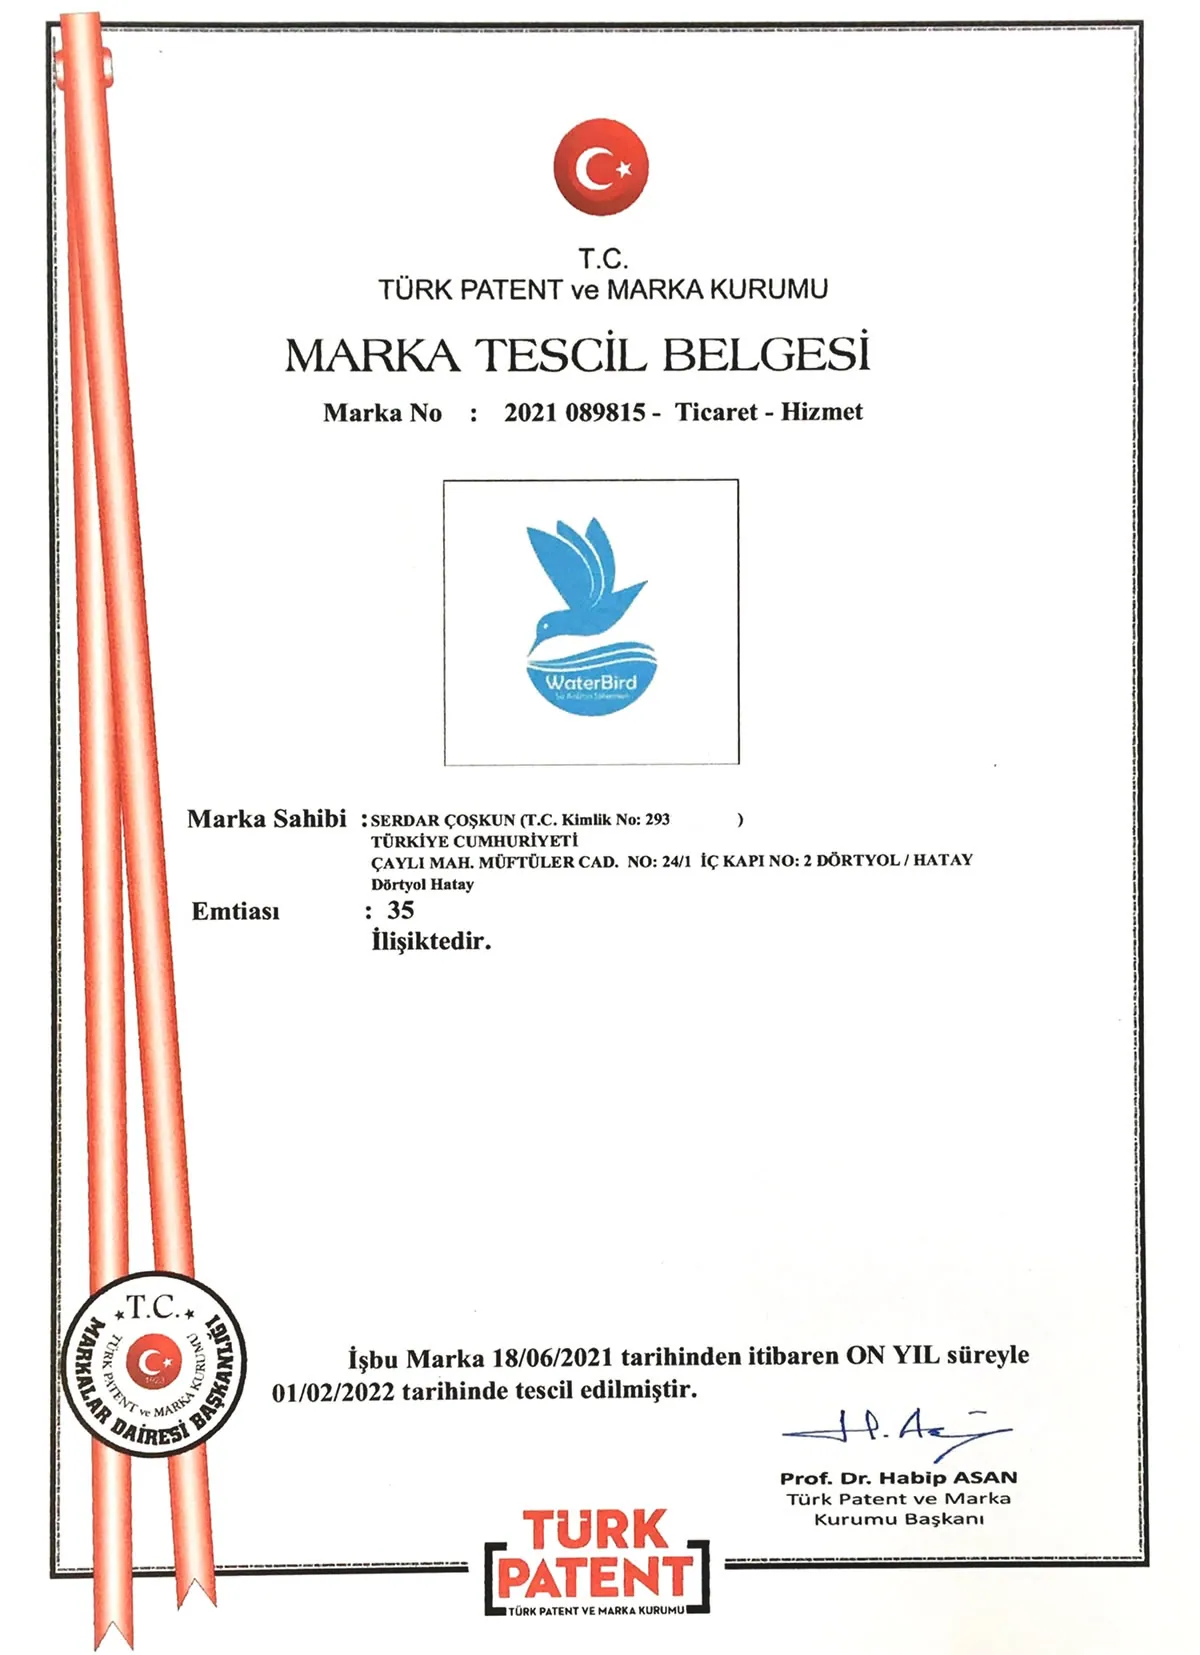 T.C.
TÜRK PATENT ve MARKA KURUMU
MARKA TESCİL BELGESİ
Marka No : 2021 089815 - Ticaret - Hizmet
WaterBird
Marka Sahibi : SERDAR ÇOŞKUN (T.C. Kimlik No: 293 )
TÜRKİYE CUMHURİYETİ
ÇAYLI MAH. MÜFTÜLER CAD. NO: 24/1 İÇ KAPI NO: 2 DÖRTYOL / HATAY
Dörtyol Hatay
Emtiası : 35
İlişiktedir.
T.C.
TÜRK PATENT ve MARKA KURUMU
MARKALAR DAİRESİ BAŞKANLIĞI
İşbu Marka 18/06/2021 tarihinden itibaren ON YIL süreyle
01/02/2022 tarihinde tescil edilmiştir.
H. As
Prof. Dr. Habip ASAN
Türk Patent ve Marka
Kurumu Başkanı
TÜRK
PATENT
TÜRK PATENT VE MARKA KURUMU